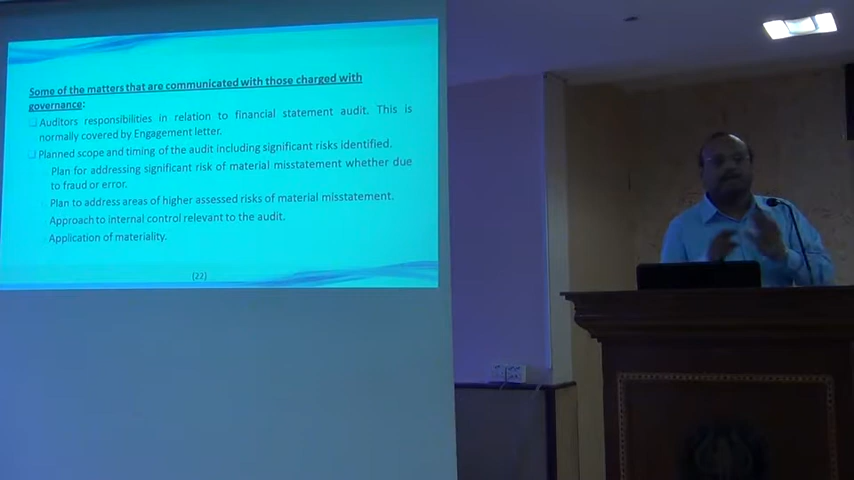 Some of the matters that are communicated with those charged with
governance:
Auditors responsibilities in relation to financial statement audit. This is
normally covered by Engagement letter.
Planned scope and timing of the audit including significant risks identified.
Plan for addressing significant risk of material misstatement whether due
to fraud or error.
Plan to address areas of higher assessed risks of material misstatement.
Approach to internal control relevant to the audit.
Application of materiality.
(22)